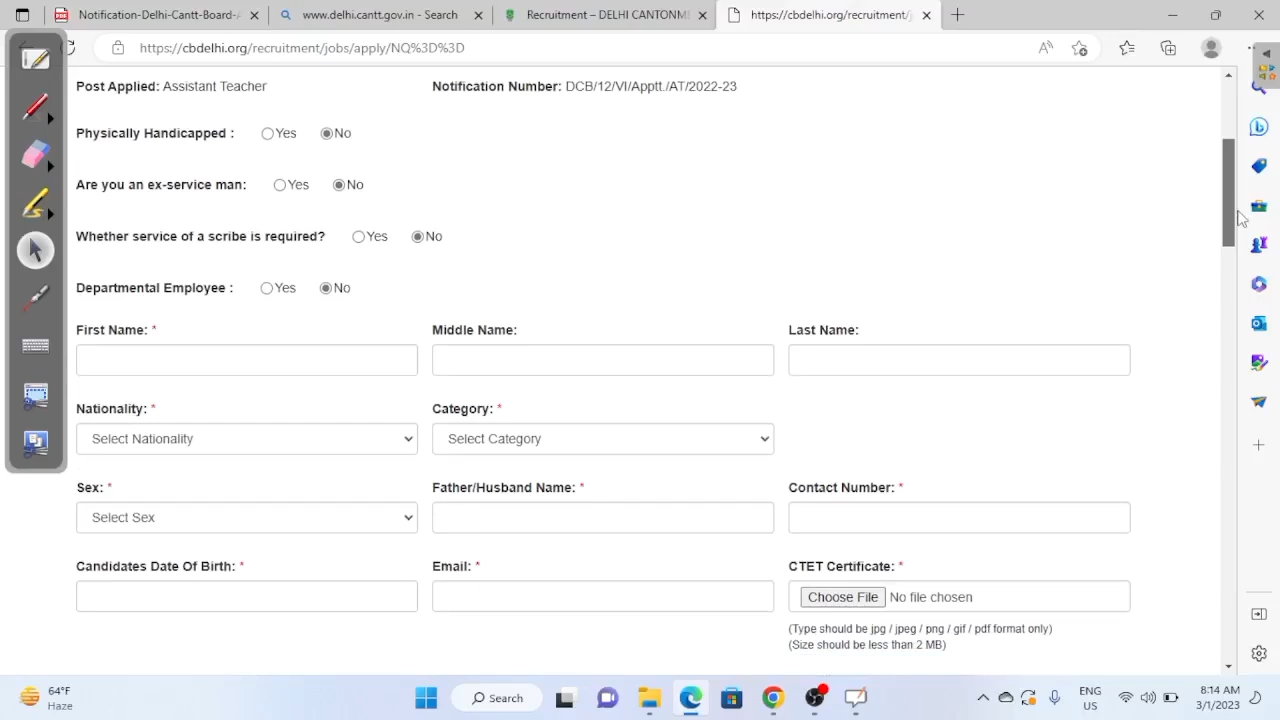 Notification-Delhi-Cantt-Board-A
www.delhi.cantt.gov.in - Search
Recruitment – DELHI CANTONME
https://cbdelhi.org/recruitment/j
https://cbdelhi.org/recruitment/jobs/apply/NQ%3D%3D
Post Applied: Assistant Teacher Notification Number: DCB/12/VI/Apptt./AT/2022-23
Physically Handicapped : Yes No
Are you an ex-service man: Yes No
Whether service of a scribe is required? Yes No
Departmental Employee : Yes No
First Name: * Middle Name: Last Name:
Nationality: * Category: *
Select Nationality Select Category
Sex: * Father/Husband Name: * Contact Number: *
Select Sex
Candidates Date Of Birth: * Email: * CTET Certificate: *
Choose File No file chosen
(Type should be jpg / jpeg / png / gif / pdf format only)
(Size should be less than 2 MB)
64°F
Haze
Search
ENG
US
8:14 AM
3/1/2023